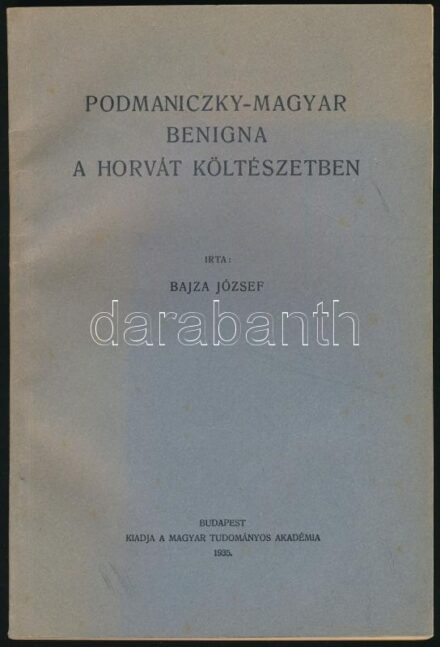 PODMANICZKY-MAGYAR
BENIGNA
A HORVÁT KÖLTÉSZETBEN
IRTA:
BAJZA JÓZSEF
darabanth
BUDAPEST
KIADJA A MAGYAR TUDOMÁNYOS AKADÉMIA
1935.